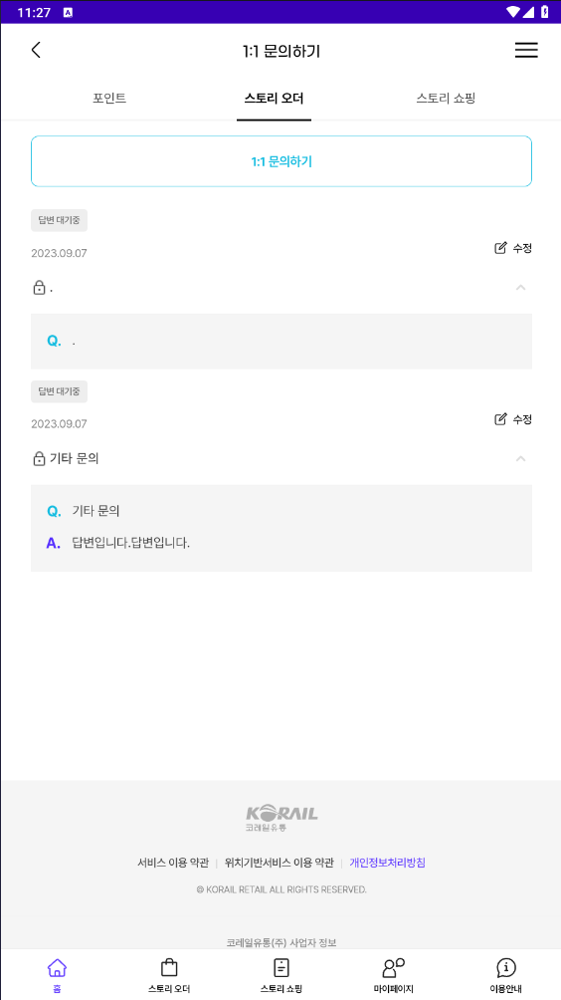 11:27
1:1 문의하기
포인트
스토리 오더
스토리 쇼핑
1:1 문의하기
답변 대기중
2023.09.07
수정
.
Q. .
답변 대기중
2023.09.07
수정
기타 문의
Q. 기타 문의
A. 답변입니다.답변입니다.
KORAIL
코레일유통
서비스 이용 약관 | 위치기반서비스 이용 약관 | 개인정보처리방침
© KORAIL RETAIL ALL RIGHTS RESERVED.
코레일유통(주) 사업자 정보
홈
스토리 오더
스토리 쇼핑
마이페이지
이용안내